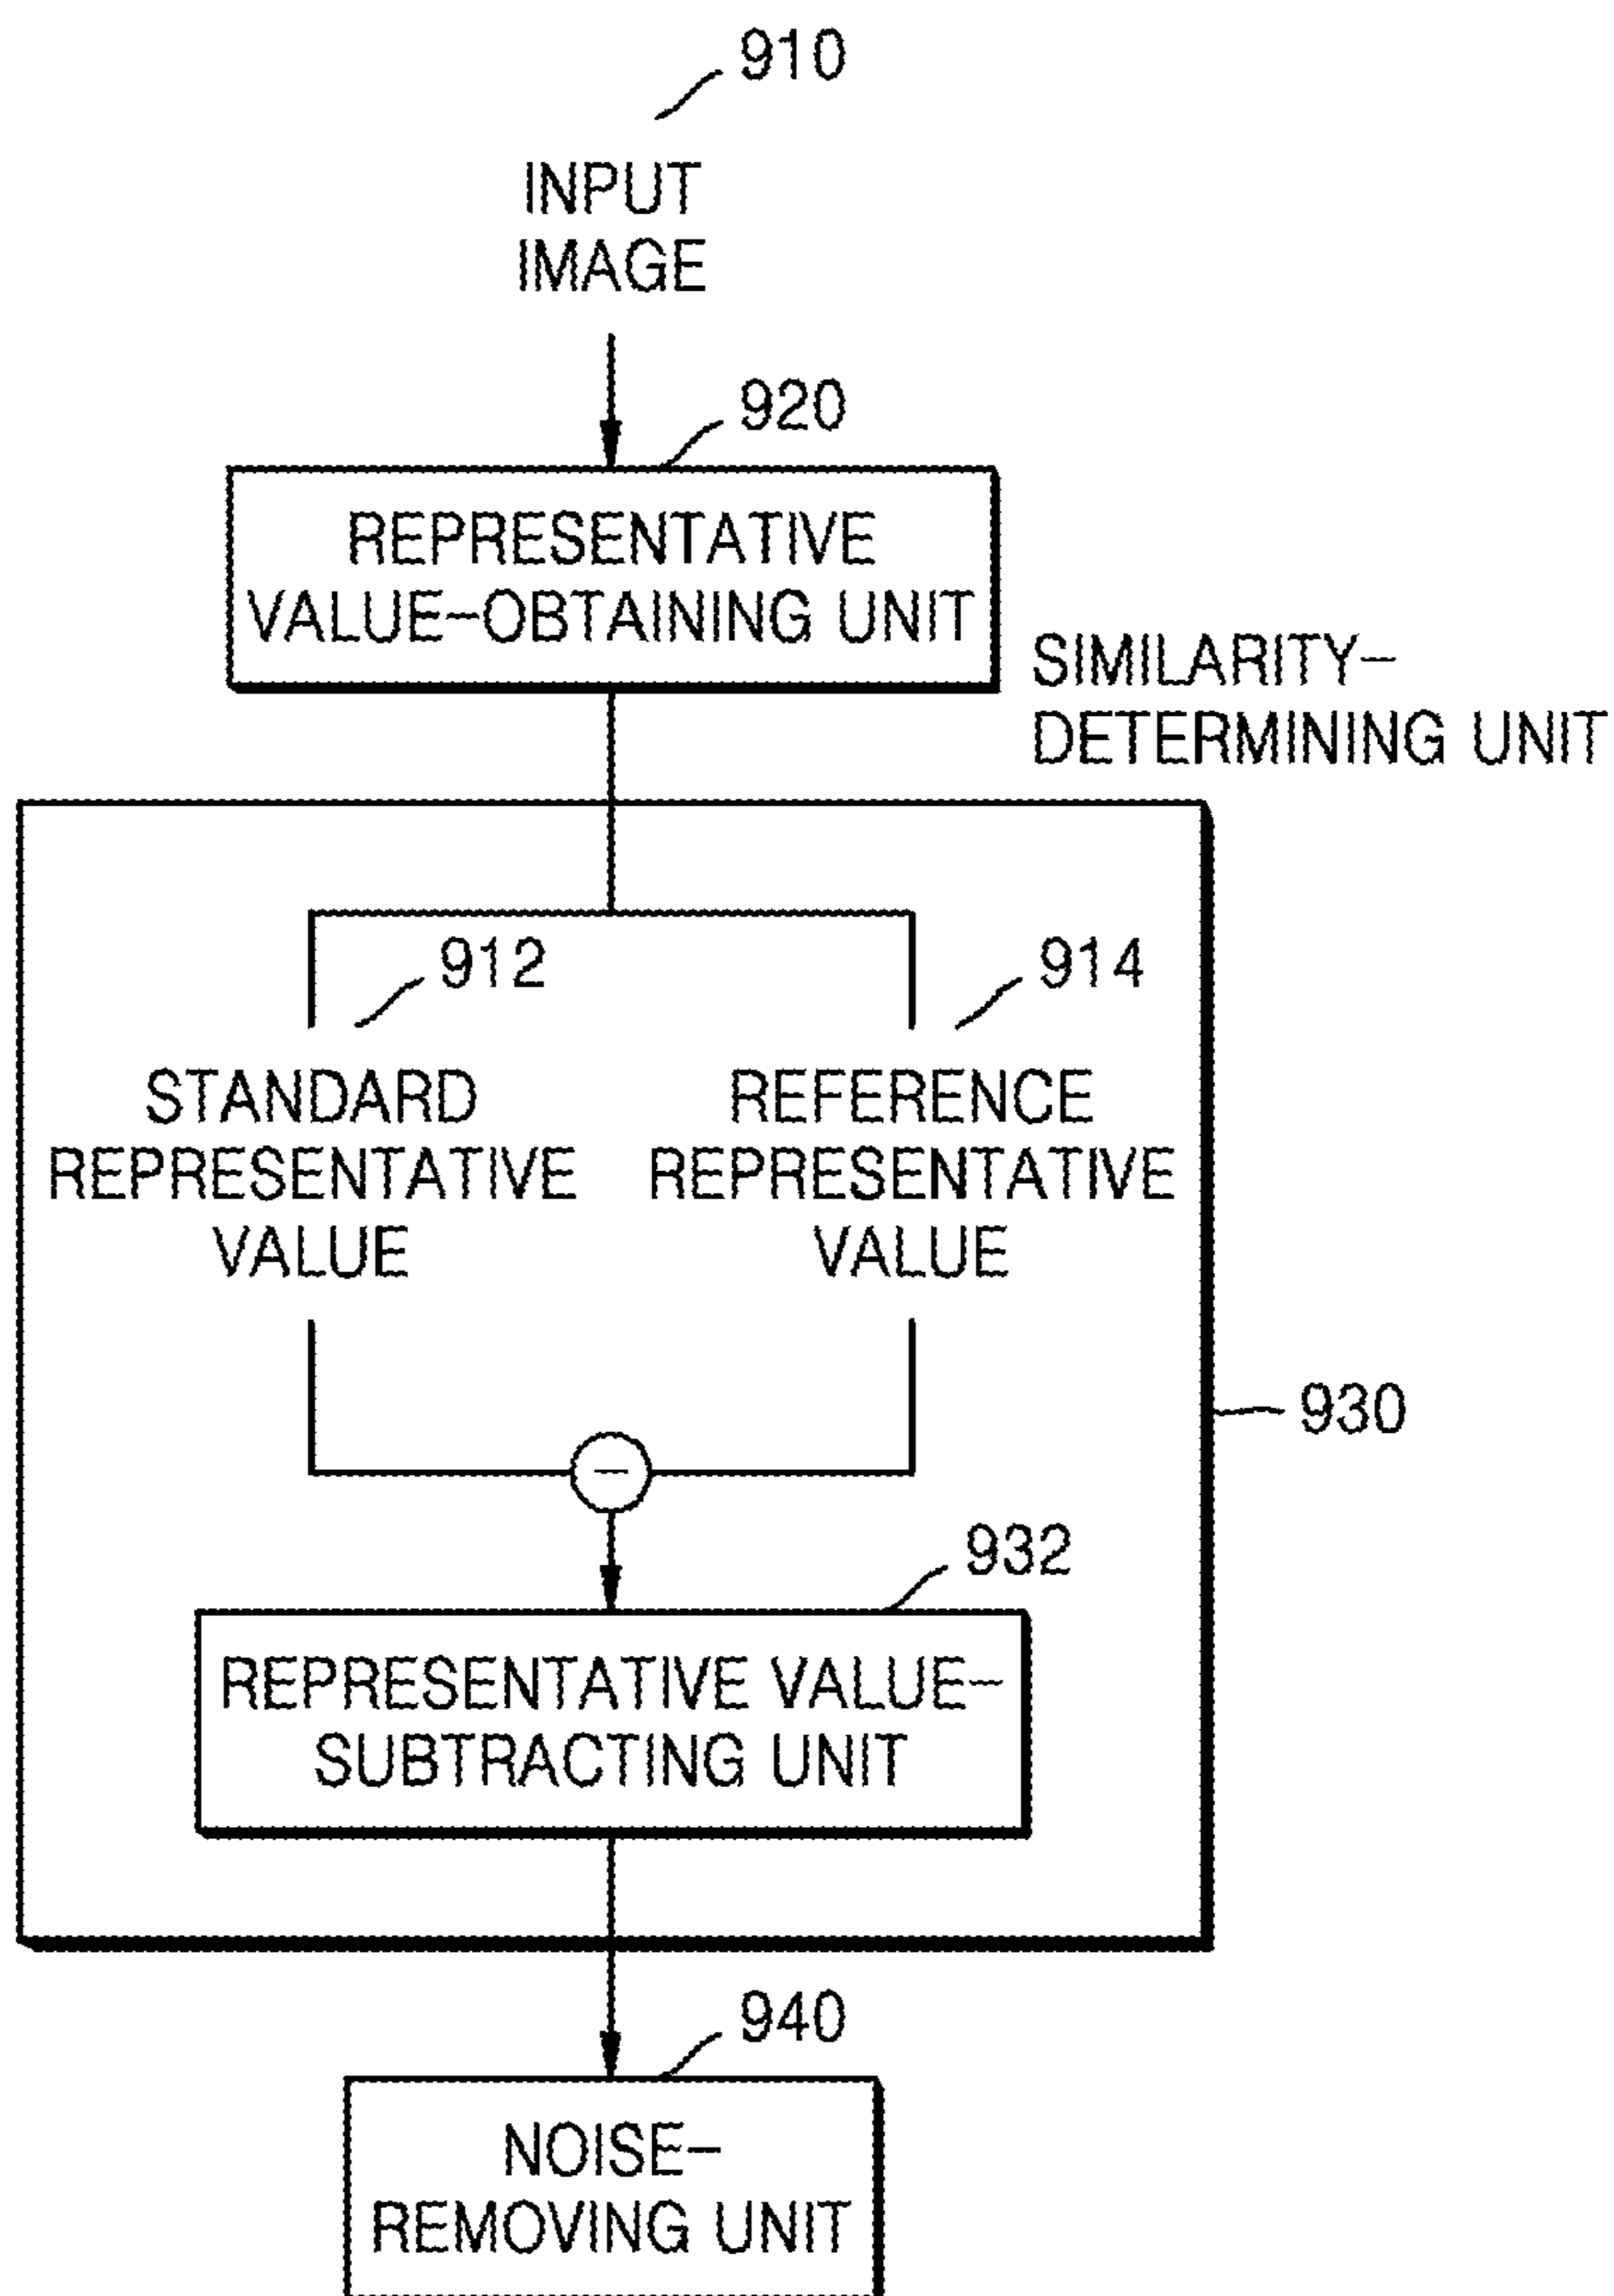 910
INPUT
IMAGE
920
REPRESENTATIVE
VALUE-OBTAINING UNIT
SIMILARITY-
DETERMINING UNIT
912
914
STANDARD
REPRESENTATIVE
VALUE
REFERENCE
REPRESENTATIVE
VALUE
930
-
932
REPRESENTATIVE VALUE-
SUBTRACTING UNIT
940
NOISE-
REMOVING UNIT